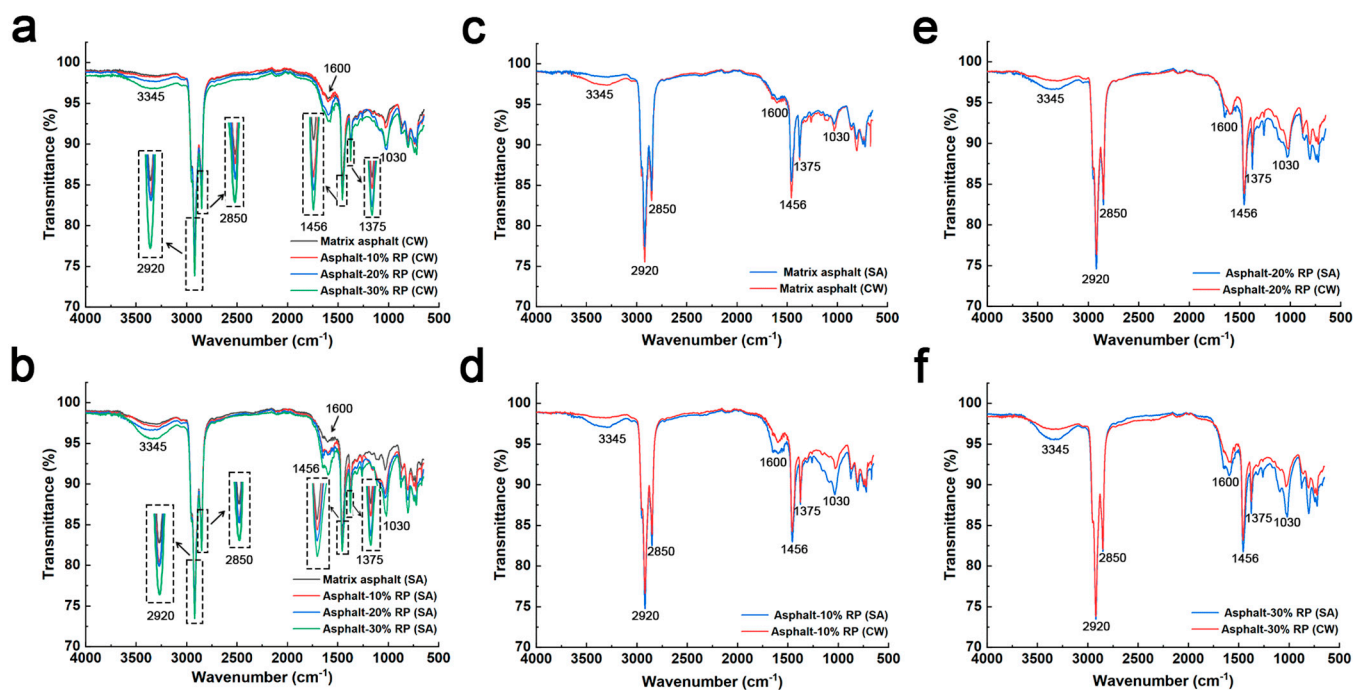 a
Transmittance (%)
100
95
90
85
80
75
70
3345
2920
2850
1600
1456
1375
1030
Matrix asphalt (CW)
Asphalt-10% RP (CW)
Asphalt-20% RP (CW)
Asphalt-30% RP (CW)
4000 3500 3000 2500 2000 1500 1000 500
Wavenumber (cm⁻¹)
c
Transmittance (%)
100
95
90
85
80
75
70
3345
2920
2850
1600
1456
1375
1030
Matrix asphalt (SA)
Matrix asphalt (CW)
4000 3500 3000 2500 2000 1500 1000 500
Wavenumber (cm⁻¹)
e
Transmittance (%)
100
95
90
85
80
75
70
3345
2920
2850
1600
1456
1375
1030
Asphalt-20% RP (SA)
Asphalt-20% RP (CW)
4000 3500 3000 2500 2000 1500 1000 500
Wavenumber (cm⁻¹)
b
Transmittance (%)
100
95
90
85
80
75
70
3345
2920
2850
1600
1456
1375
1030
Matrix asphalt (SA)
Asphalt-10% RP (SA)
Asphalt-20% RP (SA)
Asphalt-30% RP (SA)
4000 3500 3000 2500 2000 1500 1000 500
Wavenumber (cm⁻¹)
d
Transmittance (%)
100
95
90
85
80
75
70
3345
2920
2850
1600
1456
1375
1030
Asphalt-10% RP (SA)
Asphalt-10% RP (CW)
4000 3500 3000 2500 2000 1500 1000 500
Wavenumber (cm⁻¹)
f
Transmittance (%)
100
95
90
85
80
75
70
3345
2920
2850
1600
1456
1375
1030
Asphalt-30% RP (SA)
Asphalt-30% RP (CW)
4000 3500 3000 2500 2000 1500 1000 500
Wavenumber (cm⁻¹)